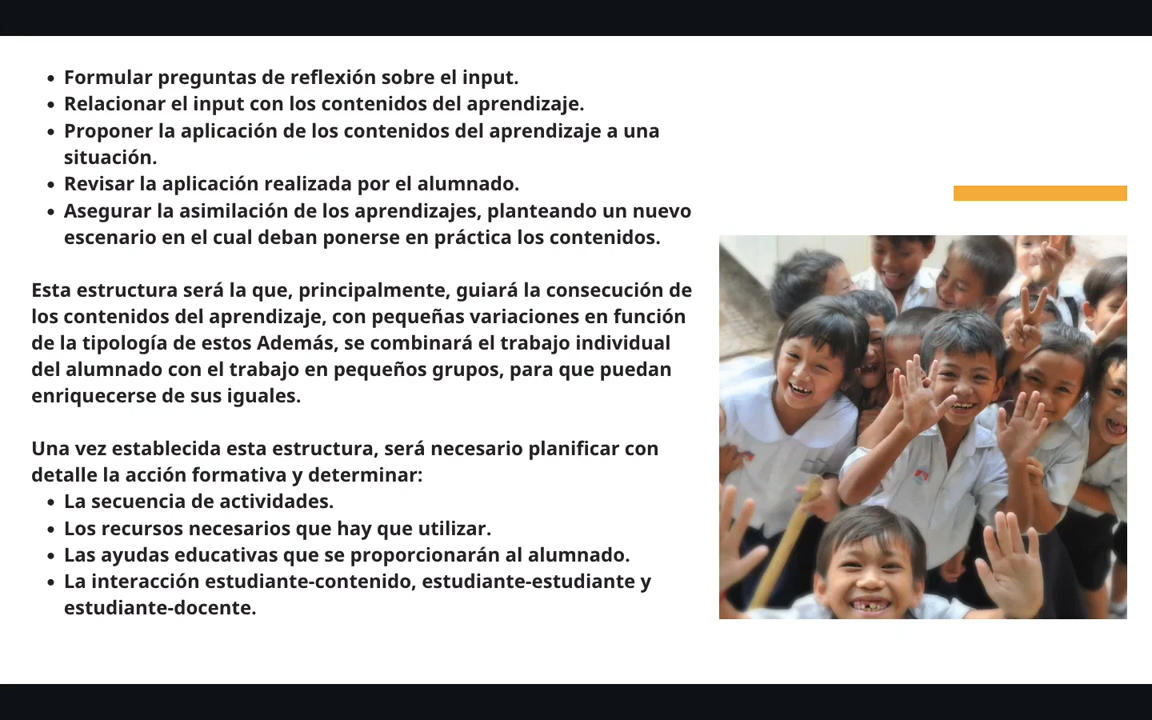 • Formular preguntas de reflexión sobre el input.
• Relacionar el input con los contenidos del aprendizaje.
• Proponer la aplicación de los contenidos del aprendizaje a una
situación.
• Revisar la aplicación realizada por el alumnado.
• Asegurar la asimilación de los aprendizajes, planteando un nuevo
escenario en el cual deban ponerse en práctica los contenidos.
Esta estructura será la que, principalmente, guiará la consecución de
los contenidos del aprendizaje, con pequeñas variaciones en función
de la tipología de estos Además, se combinará el trabajo individual
del alumnado con el trabajo en pequeños grupos, para que puedan
enriquecerse de sus iguales.
Una vez establecida esta estructura, será necesario planificar con
detalle la acción formativa y determinar:
• La secuencia de actividades.
• Los recursos necesarios que hay que utilizar.
• Las ayudas educativas que se proporcionarán al alumnado.
• La interacción estudiante-contenido, estudiante-estudiante y
estudiante-docente.